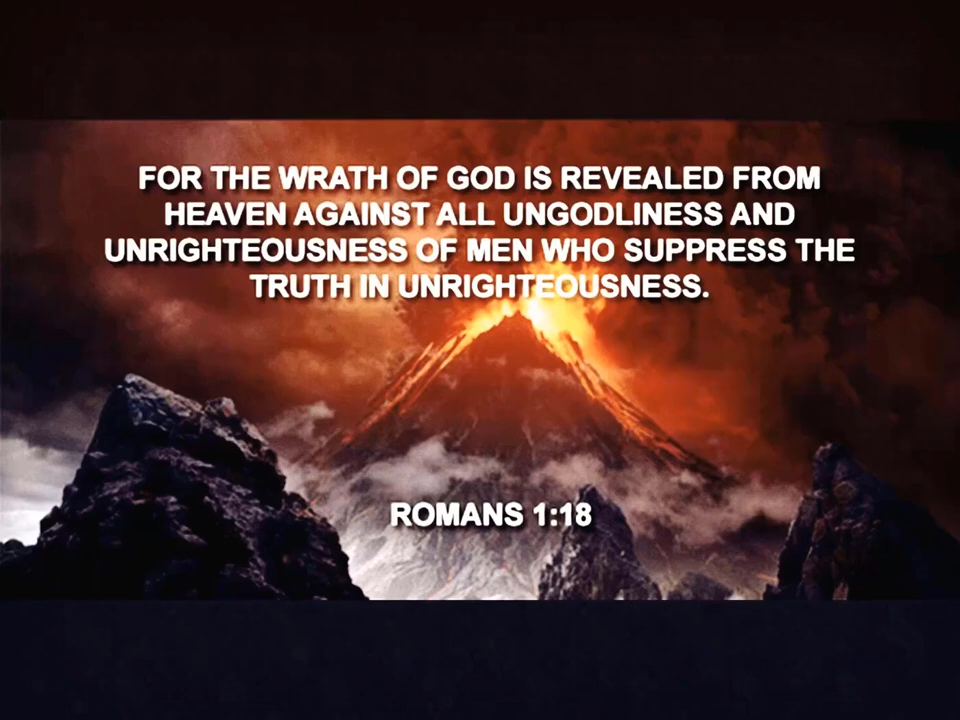 FOR THE WRATH OF GOD IS REVEALED FROM
HEAVEN AGAINST ALL UNGODLINESS AND
UNRIGHTEOUSNESS OF MEN WHO SUPPRESS THE
TRUTH IN UNRIGHTEOUSNESS.
ROMANS 1:18